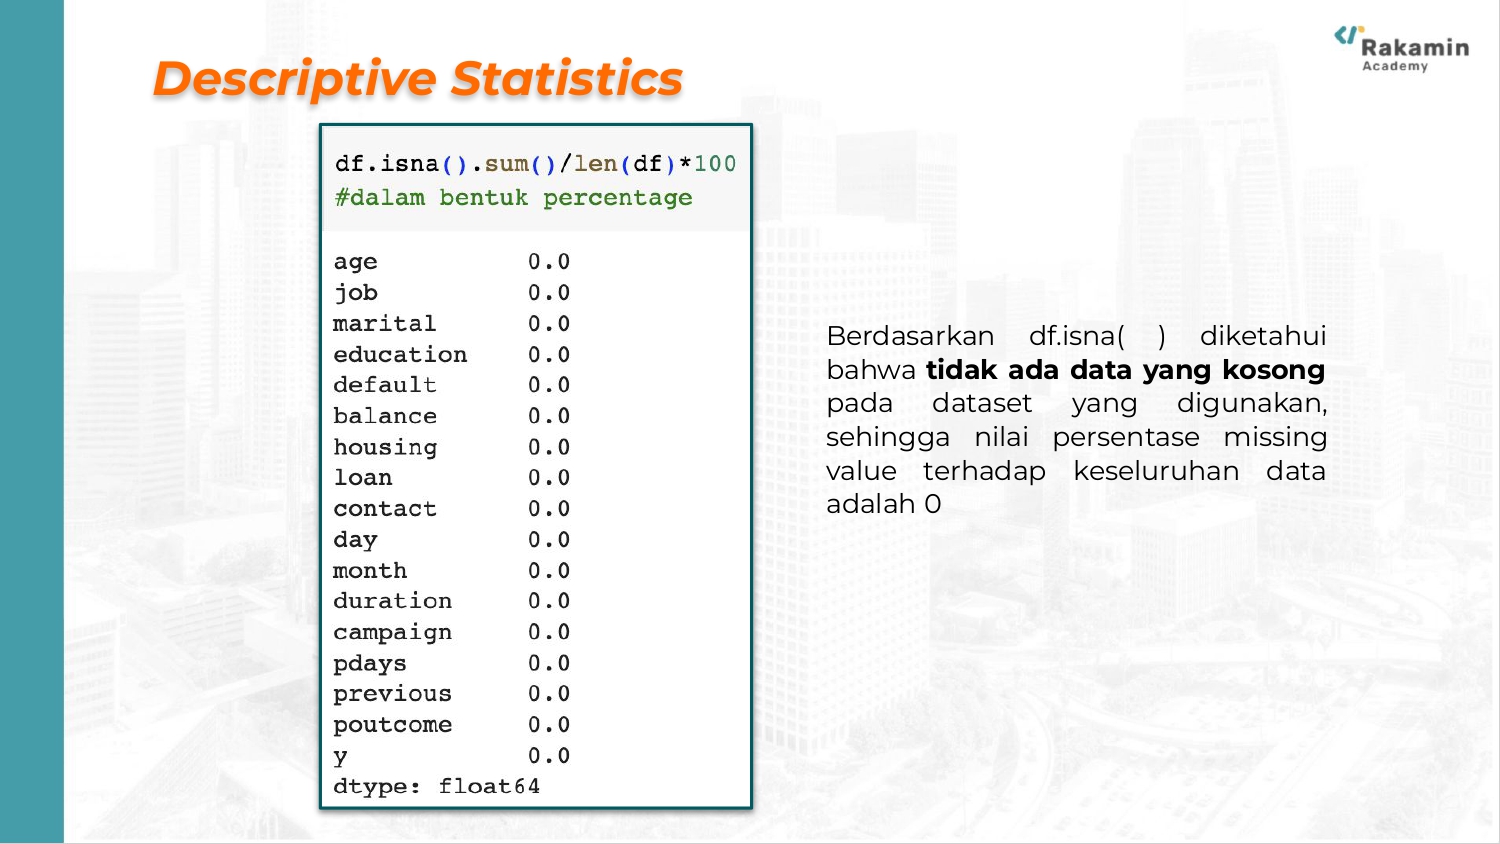 Rakamin
Academy
Descriptive Statistics
df.isna().sum()/len(df)*100
#dalam bentuk percentage
age 0.0
job 0.0
marital 0.0
education 0.0
default 0.0
balance 0.0
housing 0.0
loan 0.0
contact 0.0
day 0.0
month 0.0
duration 0.0
campaign 0.0
pdays 0.0
previous 0.0
poutcome 0.0
y 0.0
dtype: float64
Berdasarkan df.isna( ) diketahui
bahwa tidak ada data yang kosong
pada dataset yang digunakan,
sehingga nilai persentase missing
value terhadap keseluruhan data
adalah 0